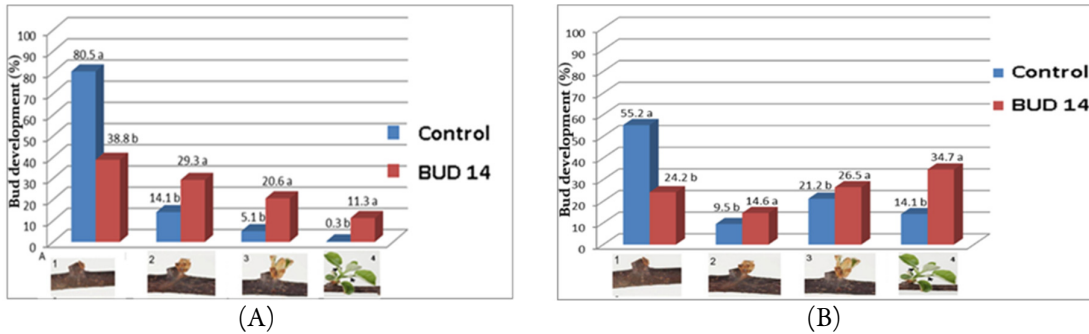 Bud development (%)
100
90
80
70
60
50
40
30
20
10
0
80.5 a
38.8 b
14.1 b
29.3 a
5.1 b
20.6 a
0.3 b
11.3 a
Control
BUD 14
A
1
2
3
4
(A)
Bud development (%)
100
90
80
70
60
50
40
30
20
10
0
55.2 a
24.2 b
9.5 b
14.6 a
21.2 b
26.5 a
14.1 b
34.7 a
Control
BUD 14
1
2
3
4
(B)